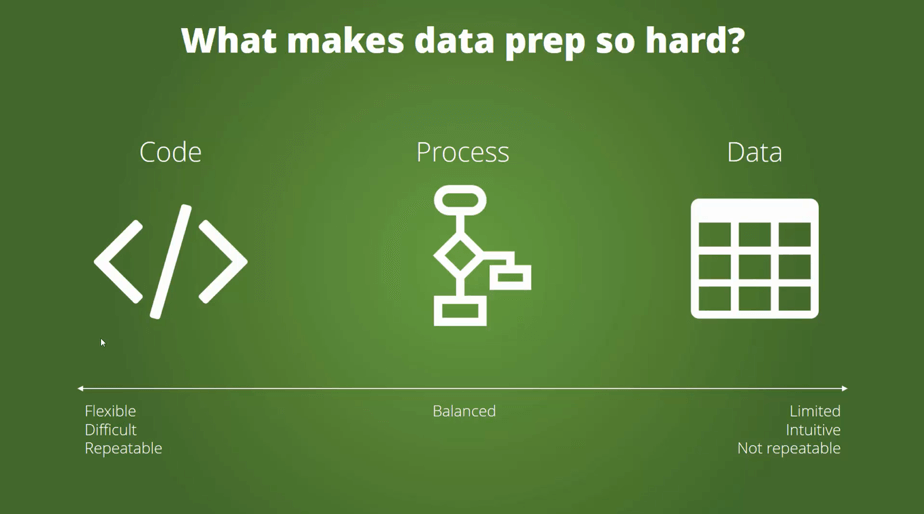 What makes data prep so hard?
Code
Process
Data
Flexible
Difficult
Repeatable
Balanced
Limited
Intuitive
Not repeatable